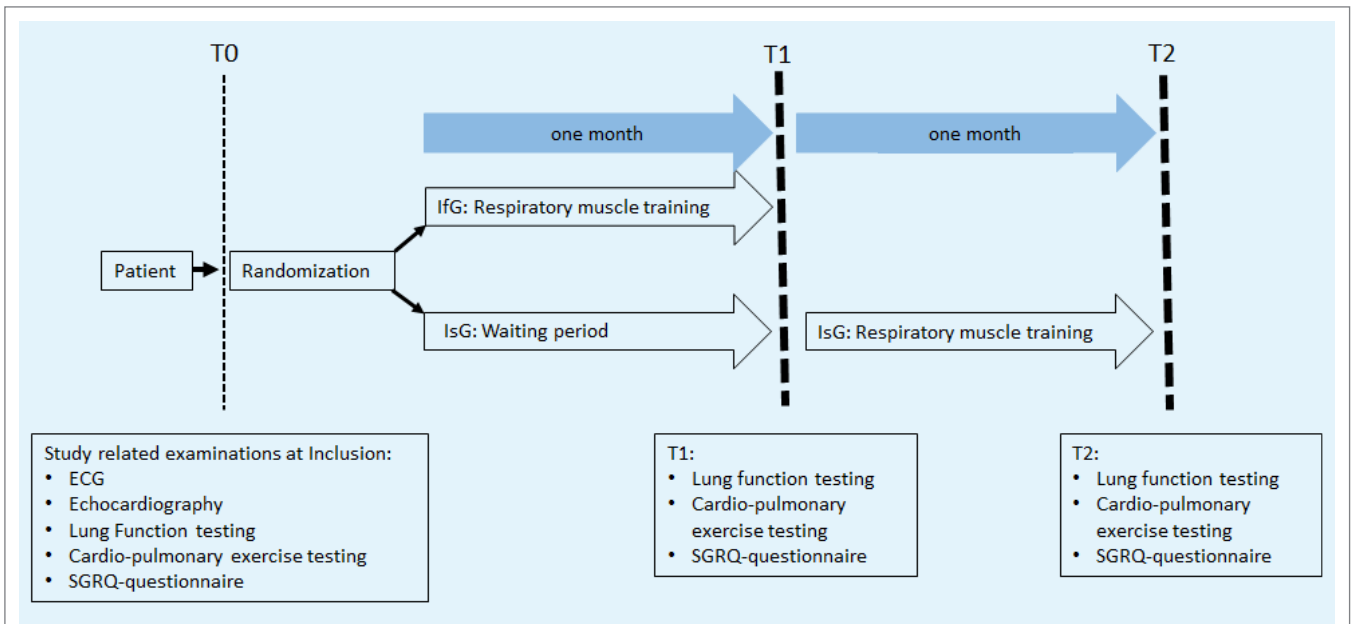 T0
T1
T2
one month
one month
IfG: Respiratory muscle training
Patient
Randomization
IsG: Waiting period
IsG: Respiratory muscle training
Study related examinations at Inclusion:
• ECG
• Echocardiography
• Lung Function testing
• Cardio-pulmonary exercise testing
• SGRQ-questionnaire
T1:
• Lung function testing
• Cardio-pulmonary
exercise testing
• SGRQ-questionnaire
T2:
• Lung function testing
• Cardio-pulmonary
exercise testing
• SGRQ-questionnaire